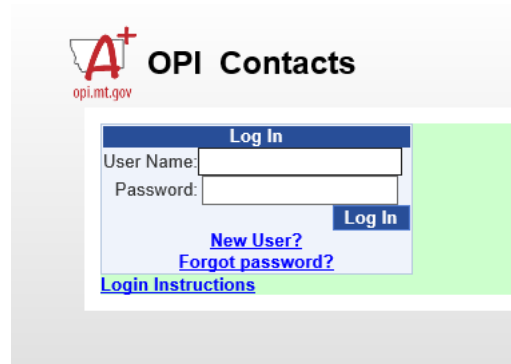 A+
OPI Contacts
opi.mt.gov
Log In
User Name:
Password:
Log In
New User?
Forgot password?
Login Instructions